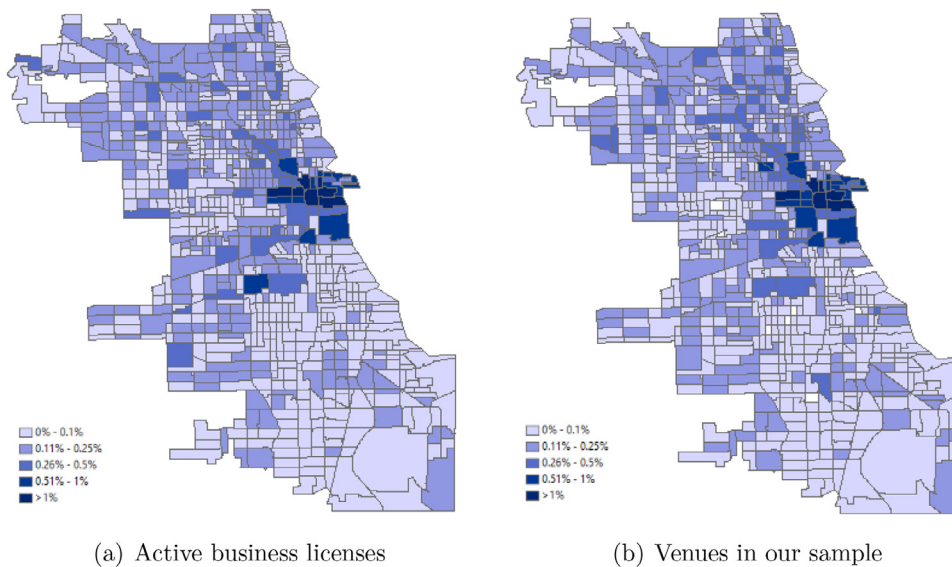 0% - 0.1%
0.11% - 0.25%
0.26% - 0.5%
0.51% - 1%
>1%
0% - 0.1%
0.11% - 0.25%
0.26% - 0.5%
0.51% - 1%
>1%
(a) Active business licenses
(b) Venues in our sample